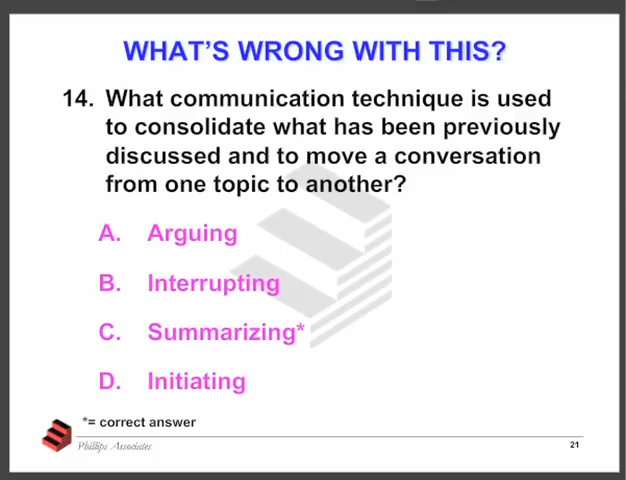 WHAT'S WRONG WITH THIS?
14. What communication technique is used
to consolidate what has been previously
discussed and to move a conversation
from one topic to another?
A. Arguing
B. Interrupting
C. Summarizing*
D. Initiating
*= correct answer
Phillips Associates
21